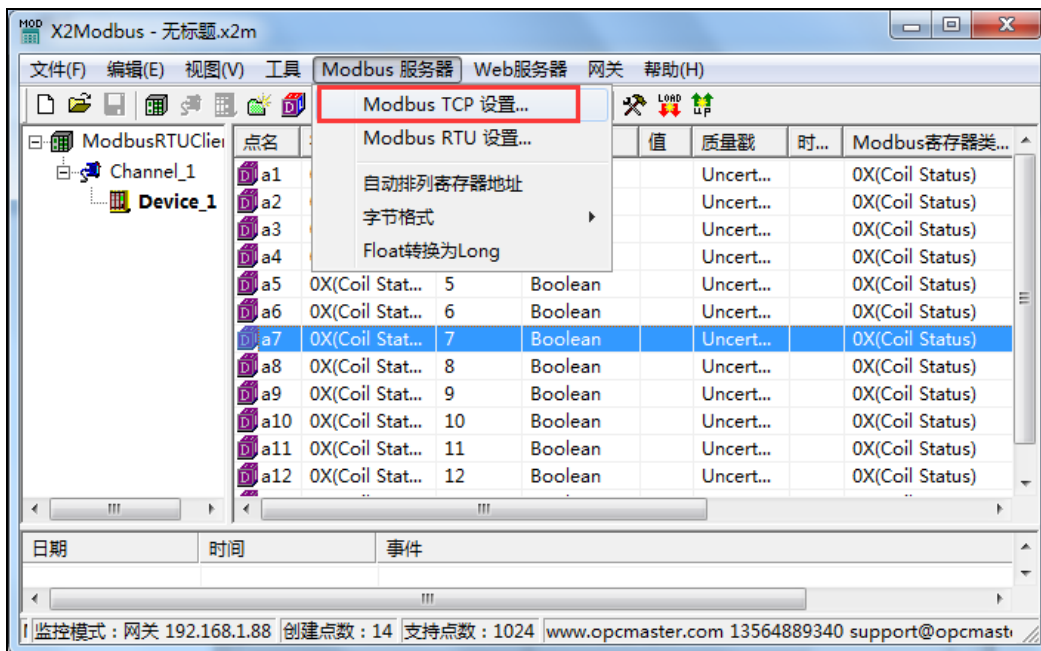 X2Modbus - 无标题.x2m
文件(F) 编辑(E) 视图(V) 工具 Modbus 服务器 Web服务器 网关 帮助(H)
Modbus TCP 设置...
Modbus RTU 设置...
自动排列寄存器地址
字节格式
Float转换为Long
ModbusRTUClie
Channel_1
Device_1
点名 值 质量戳 时... Modbus寄存器类...
a1 Uncert... 0X(Coil Status)
a2 Uncert... 0X(Coil Status)
a3 Uncert... 0X(Coil Status)
a4 Uncert... 0X(Coil Status)
a5 0X(Coil Stat... 5 Boolean Uncert... 0X(Coil Status)
a6 0X(Coil Stat... 6 Boolean Uncert... 0X(Coil Status)
a7 0X(Coil Stat... 7 Boolean Uncert... 0X(Coil Status)
a8 0X(Coil Stat... 8 Boolean Uncert... 0X(Coil Status)
a9 0X(Coil Stat... 9 Boolean Uncert... 0X(Coil Status)
a10 0X(Coil Stat... 10 Boolean Uncert... 0X(Coil Status)
a11 0X(Coil Stat... 11 Boolean Uncert... 0X(Coil Status)
a12 0X(Coil Stat... 12 Boolean Uncert... 0X(Coil Status)
日期 时间 事件
监控模式：网关 192.168.1.88 创建点数：14 支持点数：1024 www.opcmaster.com 13564889340 support@opcmast